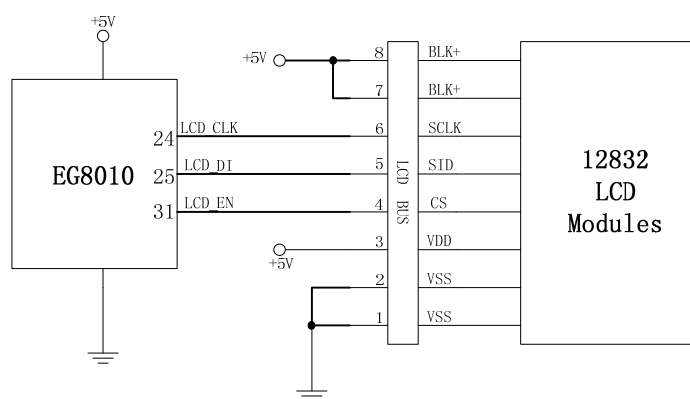 +5V
EG8010
24 LCD_CLK
25 LCD_DI
31 LCD_EN
+5V
+5V
LCD BUS
8 BLK+
7 BLK+
6 SCLK
5 SID
4 CS
3 VDD
2 VSS
1 VSS
12832
LCD
Modules